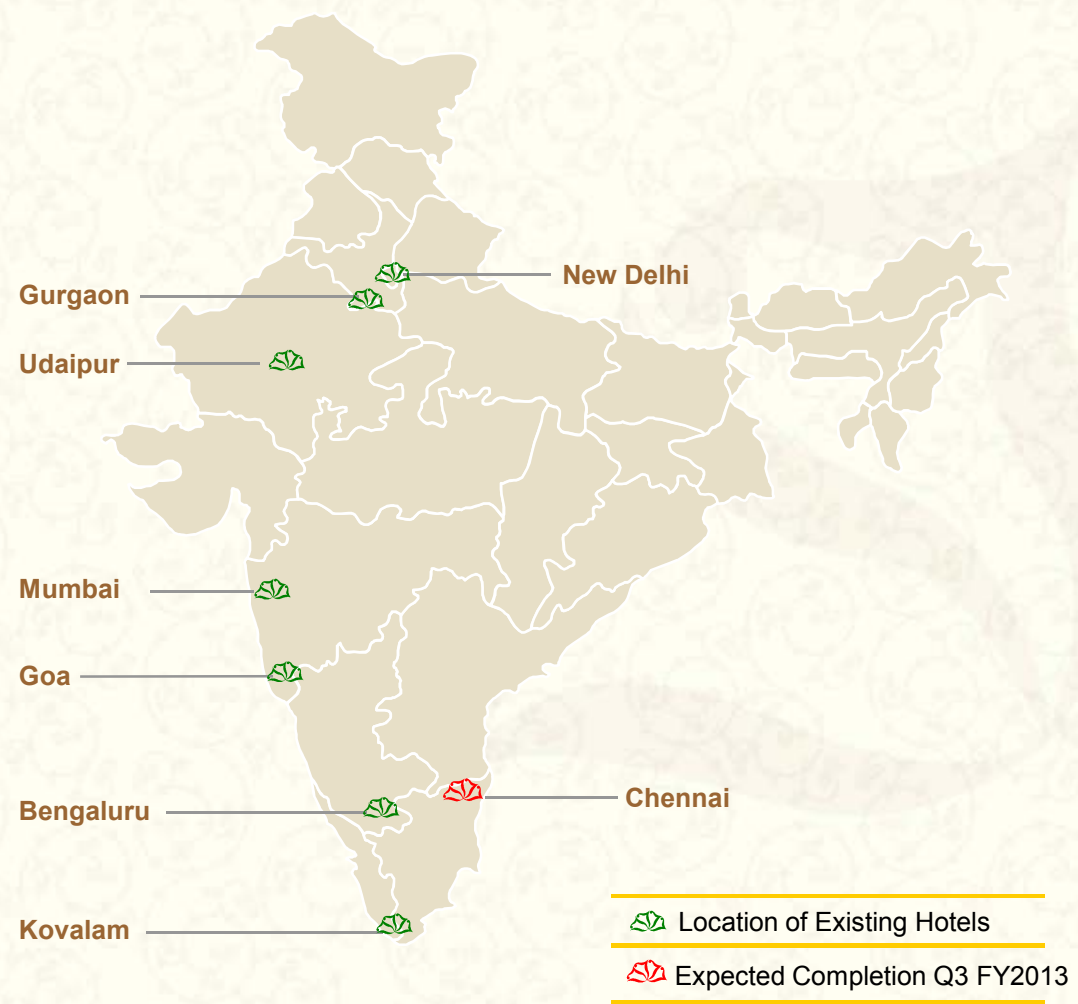 New Delhi
Gurgaon
Udaipur
Mumbai
Goa
Chennai
Bengaluru
Kovalam
Location of Existing Hotels
Expected Completion Q3 FY2013